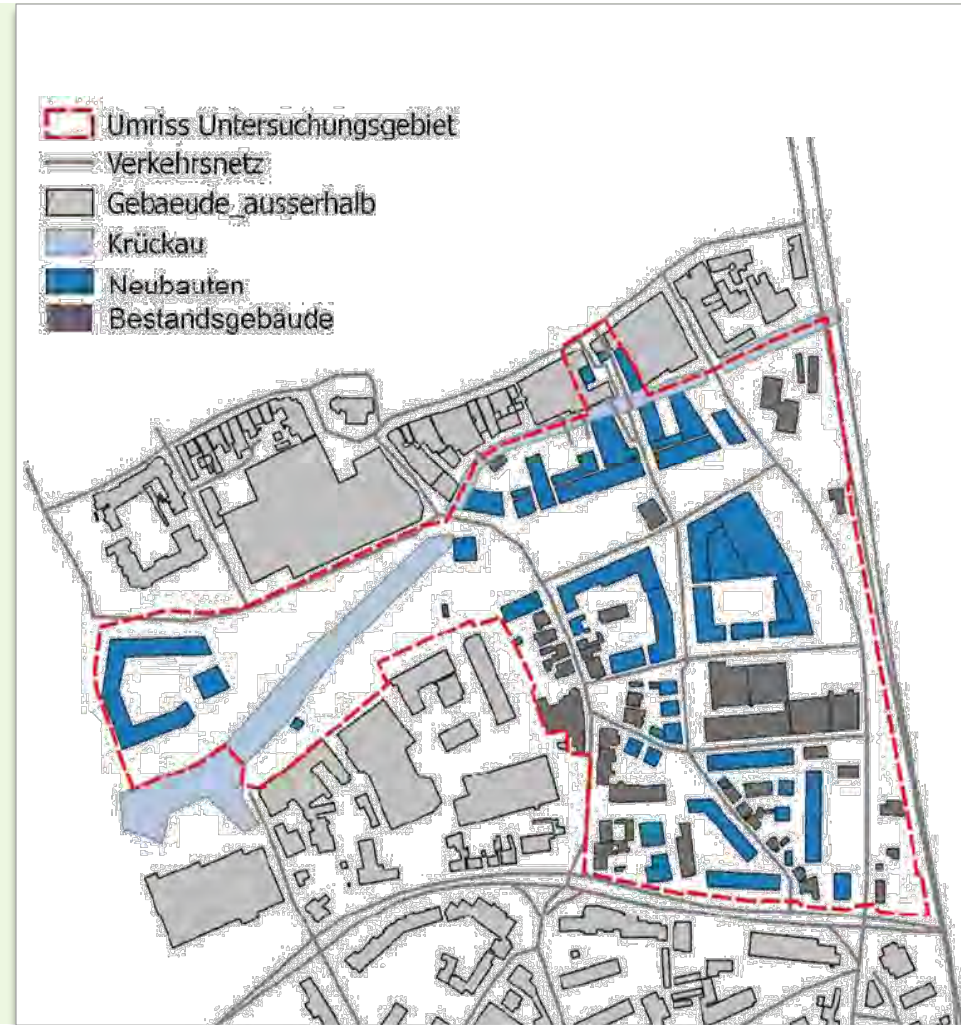 Umriss Untersuchungsgebiet
Verkehrsnetz
Gebaeude_ausserhalb
Krückau
Neubauten
Bestandsgebäude